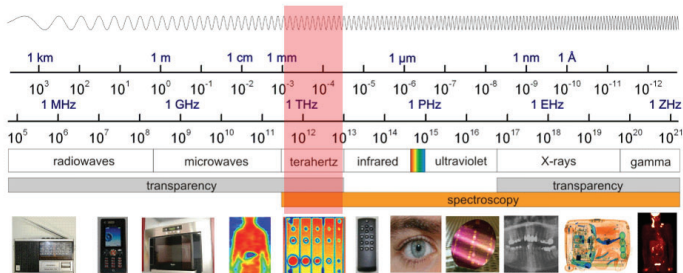 1 km 1 m 1 cm 1 mm 1 µm 1 nm 1 Å
10³ 10² 10¹ 10⁰ 10⁻¹ 10⁻² 10⁻³ 10⁻⁴ 10⁻⁵ 10⁻⁶ 10⁻⁷ 10⁻⁸ 10⁻⁹ 10⁻¹⁰ 10⁻¹¹ 10⁻¹²
1 MHz 1 GHz 1 THz 1 PHz 1 EHz 1 ZHz
10⁵ 10⁶ 10⁷ 10⁸ 10⁹ 10¹⁰ 10¹¹ 10¹² 10¹³ 10¹⁴ 10¹⁵ 10¹⁶ 10¹⁷ 10¹⁸ 10¹⁹ 10²⁰ 10²¹
radiowaves microwaves terahertz infrared ultraviolet X-rays gamma
transparency transparency
spectroscopy